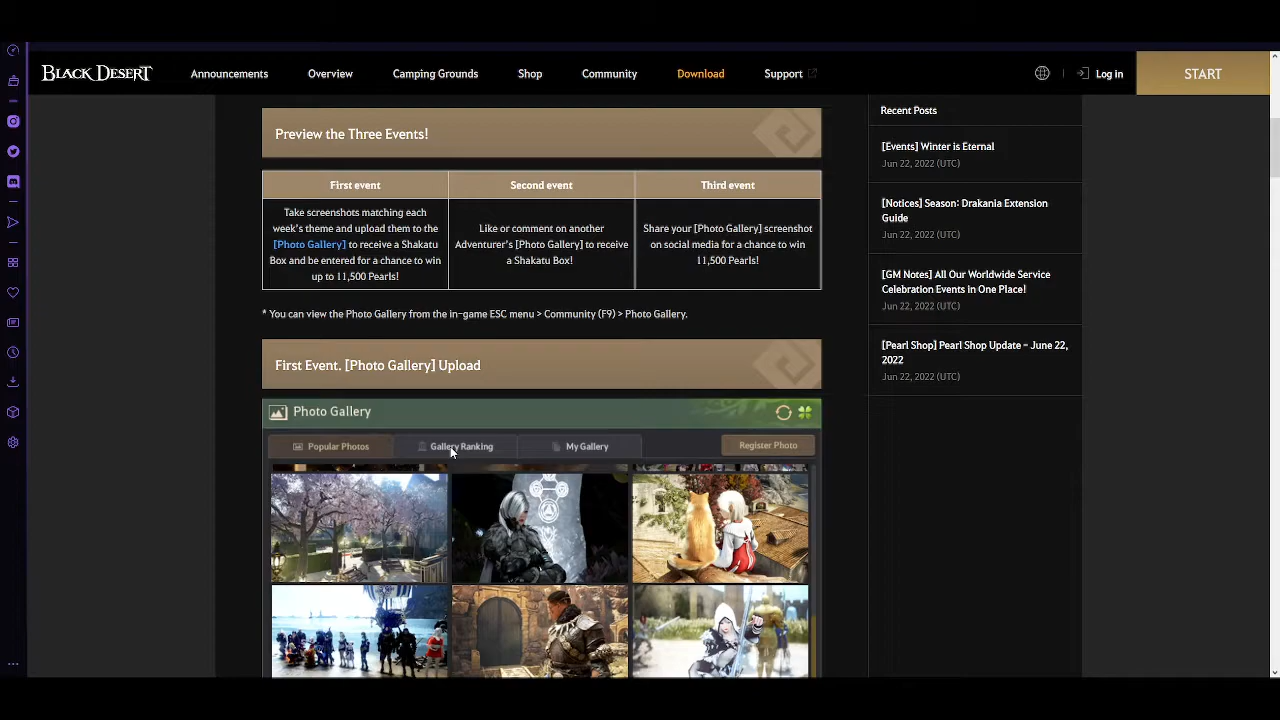 BLACK DESERT
Announcements
Overview
Camping Grounds
Shop
Community
Download
Support
Log in
START
Preview the Three Events!
First event
Second event
Third event
Take screenshots matching each
week's theme and upload them to the
[Photo Gallery] to receive a Shakatu
Box and be entered for a chance to win
up to 11,500 Pearls!
Like or comment on another
Adventurer's [Photo Gallery] to receive
a Shakatu Box!
Share your [Photo Gallery] screenshot
on social media for a chance to win
11,500 Pearls!
* You can view the Photo Gallery from the in-game ESC menu > Community (F9) > Photo Gallery.
First Event. [Photo Gallery] Upload
Photo Gallery
Popular Photos
Gallery Ranking
My Gallery
Register Photo
Recent Posts
[Events] Winter is Eternal
Jun 22, 2022 (UTC)
[Notices] Season: Drakania Extension
Guide
Jun 22, 2022 (UTC)
[GM Notes] All Our Worldwide Service
Celebration Events in One Place!
Jun 22, 2022 (UTC)
[Pearl Shop] Pearl Shop Update - June 22,
2022
Jun 22, 2022 (UTC)